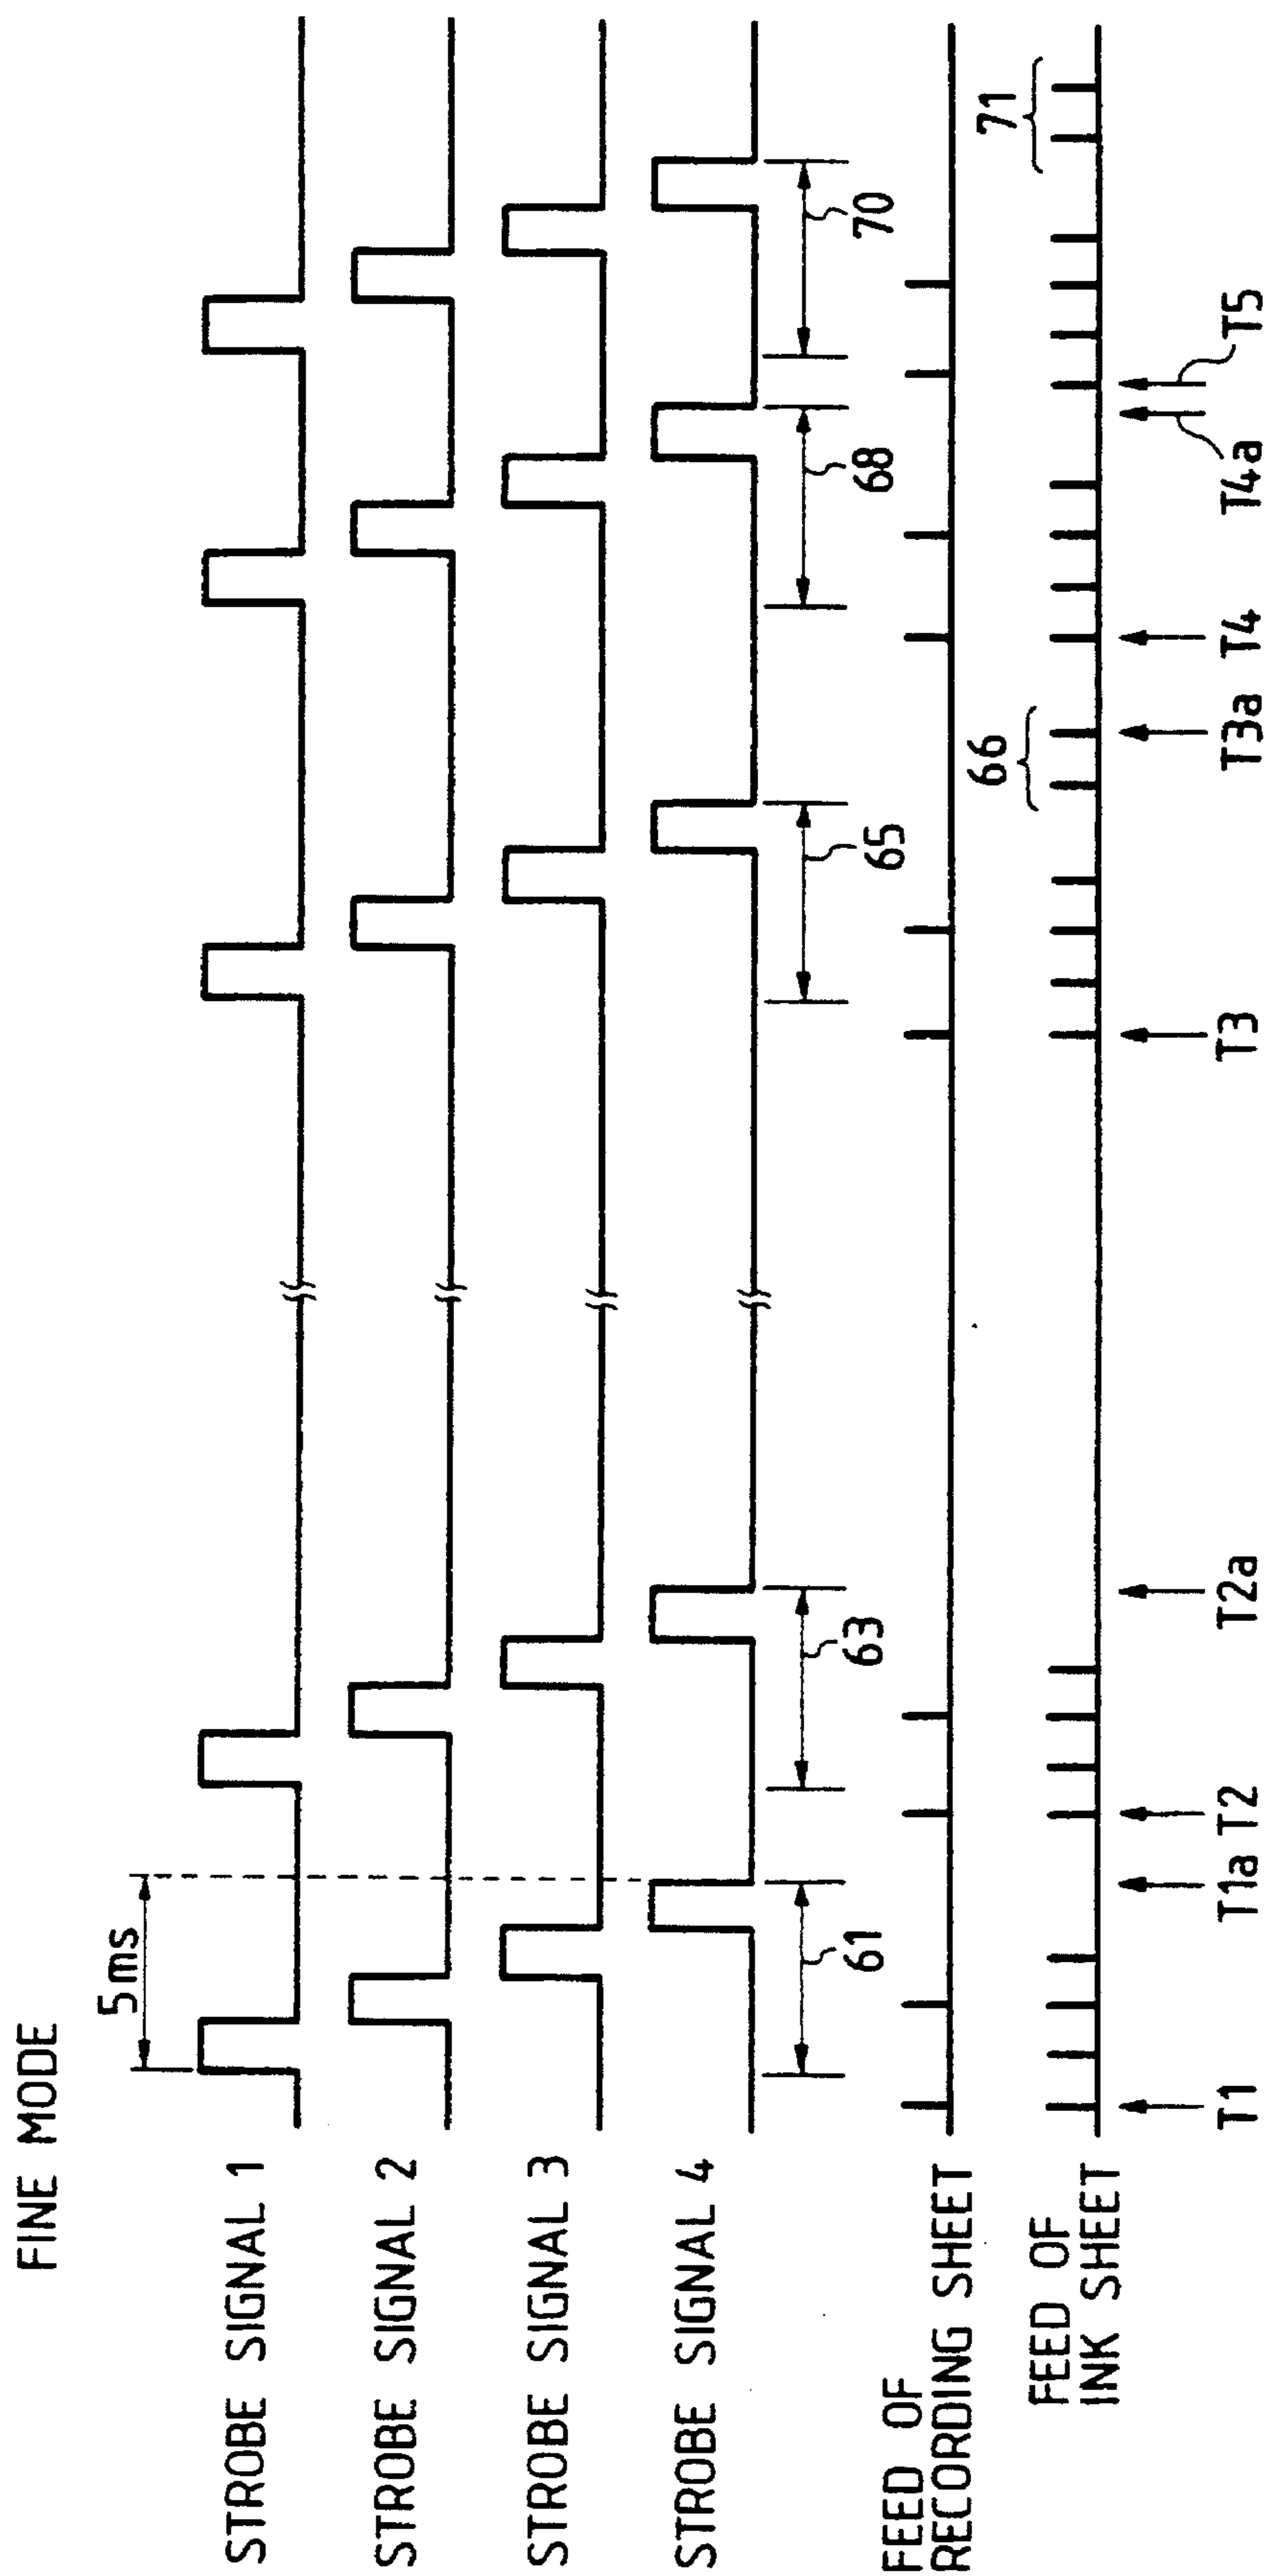 FINE MODE
5ms
STROBE SIGNAL 1
STROBE SIGNAL 2
STROBE SIGNAL 3
STROBE SIGNAL 4
61
63
65
68
70
FEED OF
RECORDING SHEET
66
71
FEED OF
INK SHEET
T1
T1a
T2
T2a
T3
T3a
T4
T4a
T5